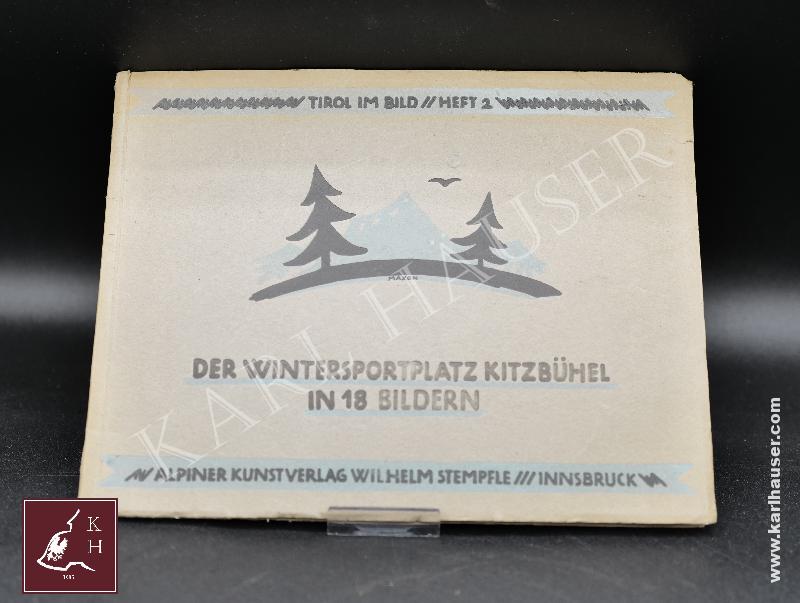 TIROL IM BILD // HEFT 2
MAXON
DER WINTERSPORTPLATZ KITZBÜHEL
IN 18 BILDERN
ALPINER KUNSTVERLAG WILHELM STEMPFLE /// INNSBRUCK
KARL HAUSER
K
H
www.karlhauser.com